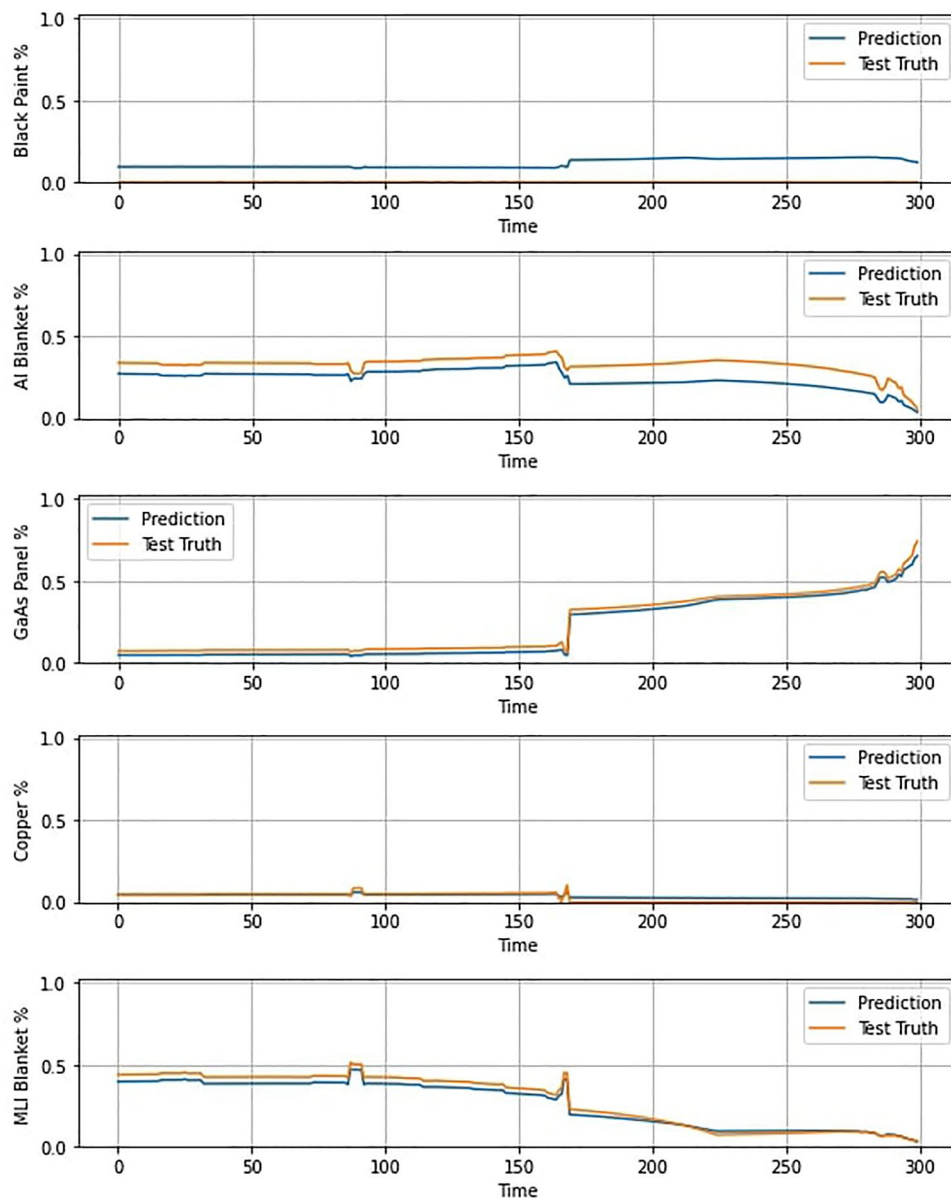 Black Paint %
1.0
0.5
0.0
Prediction
Test Truth
0 50 100 150 200 250 300
Time
Al Blanket %
1.0
0.5
0.0
Prediction
Test Truth
0 50 100 150 200 250 300
Time
GaAs Panel %
1.0
0.5
0.0
Prediction
Test Truth
0 50 100 150 200 250 300
Time
Copper %
1.0
0.5
0.0
Prediction
Test Truth
0 50 100 150 200 250 300
Time
MLI Blanket %
1.0
0.5
0.0
Prediction
Test Truth
0 50 100 150 200 250 300
Time